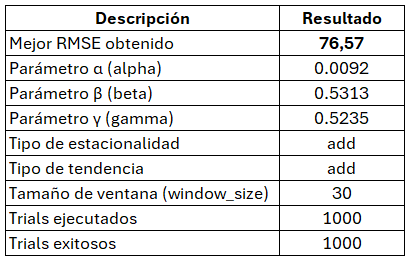 Descripción Resultado
Mejor RMSE obtenido 76,57
Parámetro α (alpha) 0.0092
Parámetro β (beta) 0.5313
Parámetro γ (gamma) 0.5235
Tipo de estacionalidad add
Tipo de tendencia add
Tamaño de ventana (window_size) 30
Trials ejecutados 1000
Trials exitosos 1000